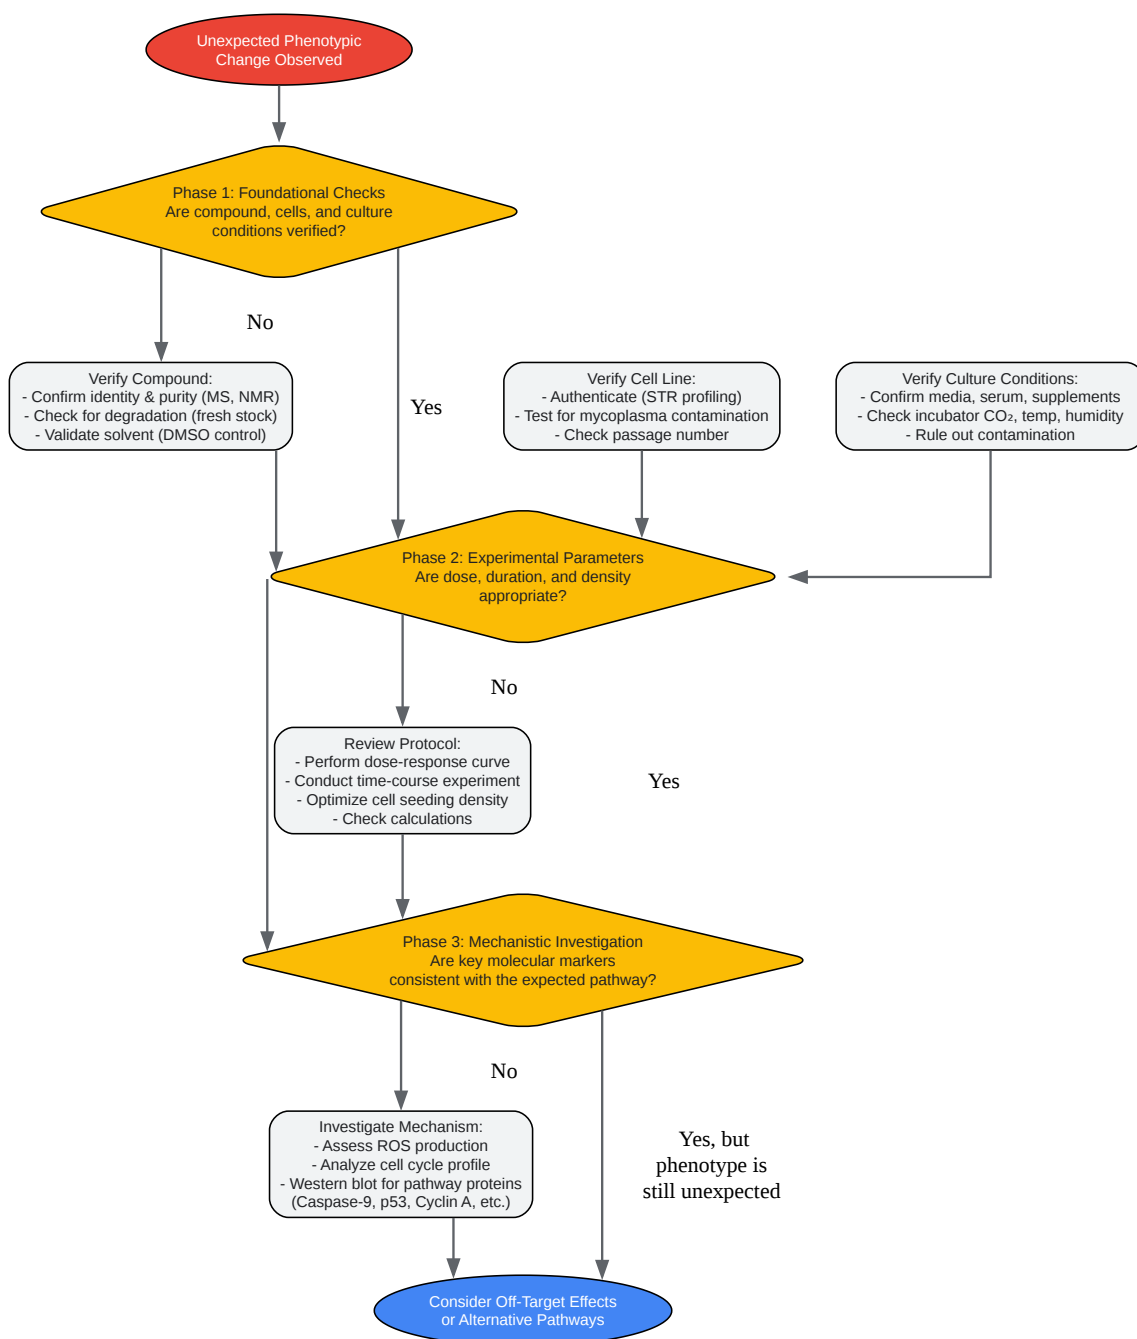 Unexpected Phenotypic
Change Observed
Phase 1: Foundational Checks
Are compound, cells, and culture
conditions verified?
No
Yes
Verify Compound:
- Confirm identity & purity (MS, NMR)
- Check for degradation (fresh stock)
- Validate solvent (DMSO control)
Verify Cell Line:
- Authenticate (STR profiling)
- Test for mycoplasma contamination
- Check passage number
Verify Culture Conditions:
- Confirm media, serum, supplements
- Check incubator CO₂, temp, humidity
- Rule out contamination
Phase 2: Experimental Parameters
Are dose, duration, and density
appropriate?
No
Yes
Review Protocol:
- Perform dose-response curve
- Conduct time-course experiment
- Optimize cell seeding density
- Check calculations
Phase 3: Mechanistic Investigation
Are key molecular markers
consistent with the expected pathway?
No
Yes, but
phenotype is
still unexpected
Investigate Mechanism:
- Assess ROS production
- Analyze cell cycle profile
- Western blot for pathway proteins
(Caspase-9, p53, Cyclin A, etc.)
Consider Off-Target Effects
or Alternative Pathways